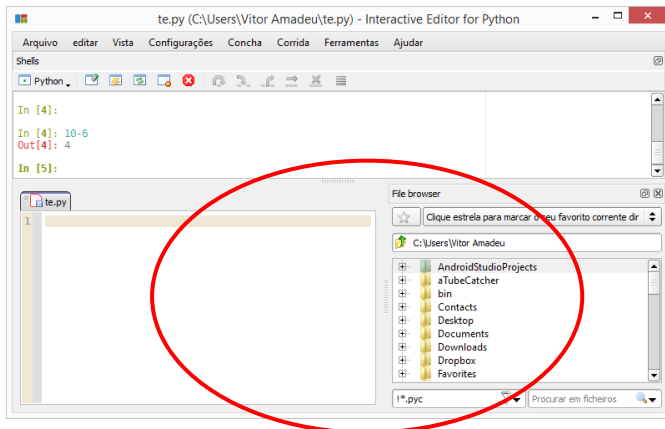 te.py (C:\Users\Vitor Amadeu\te.py) - Interactive Editor for Python
Arquivo editar Vista Configurações Concha Corrida Ferramentas Ajudar
Shells
Python
In [4]:
In [4]: 10-6
Out[4]: 4
In [5]:
te.py
1
File browser
Clique estrela para marcar o seu favorito corrente dir
C:\Users\Vitor Amadeu
AndroidStudioProjects
aTubeCatcher
bin
Contacts
Desktop
Documents
Downloads
Dropbox
Favorites
!*.pyc
Procurar em ficheiros